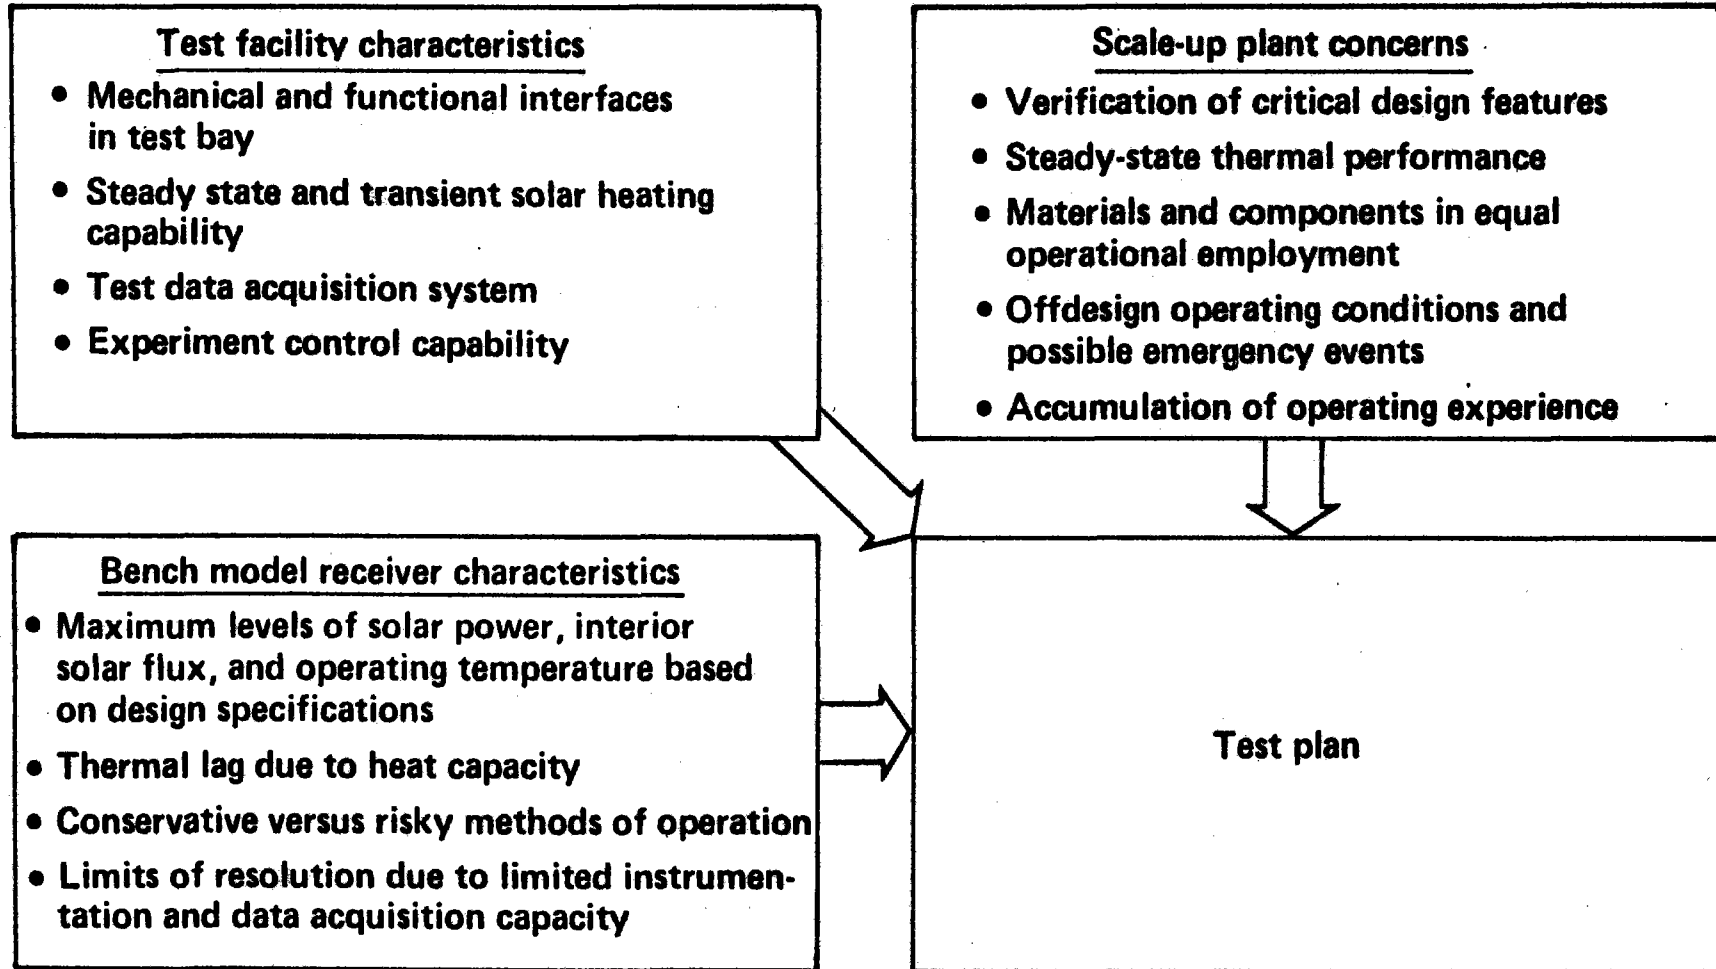 Test facility characteristics
• Mechanical and functional interfaces
in test bay
• Steady state and transient solar heating
capability
• Test data acquisition system
• Experiment control capability
Scale-up plant concerns
• Verification of critical design features
• Steady-state thermal performance
• Materials and components in equal
operational employment
• Offdesign operating conditions and
possible emergency events
• Accumulation of operating experience
Bench model receiver characteristics
• Maximum levels of solar power, interior
solar flux, and operating temperature based
on design specifications
• Thermal lag due to heat capacity
• Conservative versus risky methods of operation
• Limits of resolution due to limited instrumen-
tation and data acquisition capacity
Test plan